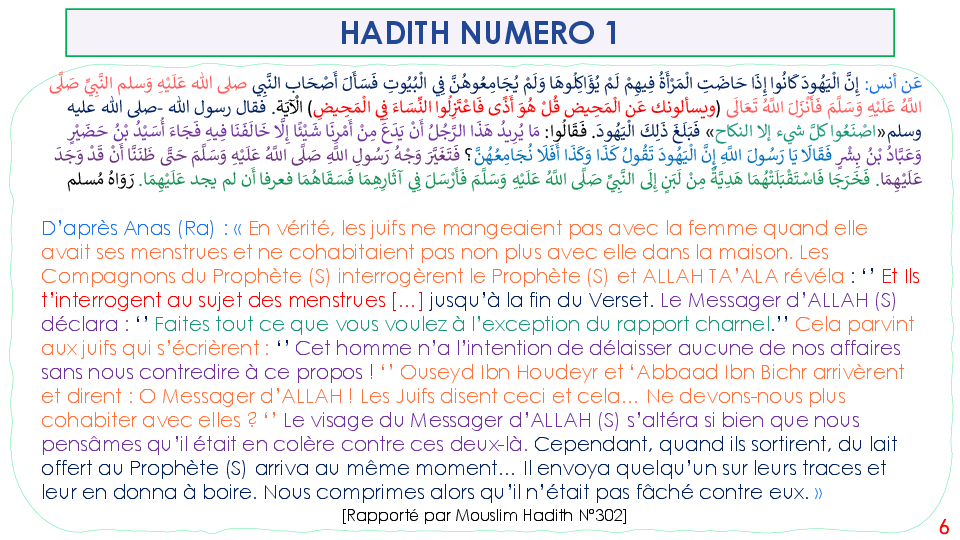 HADITH NUMERO 1
عَن أنس: إِنَّ الْيَهُودَ كَانُوا إِذَا حَاضَتِ الْمَرْأَةُ فِيهِمْ لَمْ يُؤَاكِلُوهَا وَلَمْ يُجَامِعُوهُنَّ فِي الْبُيُوتِ فَسَأَلَ أَصْحَاب النَّبِي صلى الله عَلَيْهِ وَسلم النَّبِيَّ صَلَّى
اللَّهُ عَلَيْهِ وَسَلَّمَ فَأَنْزَلَ اللَّهُ تَعَالَى (ويسألونك عَن الْمَحِيض قُلْ هُوَ أَذًى فَاعْتَزِلُوا النِّسَاءَ فِي الْمَحِيضِ) الْآيَةَ. فقال رسول الله -صلى الله عليه
وسلم«اصْنَعُوا كلَّ شيء إلا النكاح» فَبَلَغَ ذَلِكَ الْيَهُودَ. فَقَالُوا: مَا يُرِيدُ هَذَا الرَّجُلُ أَنْ يَدَعَ مِنْ أَمْرِنَا شَيْئًا إِلَّا خَالَفَنَا فِيهِ فَجَاءَ أُسَيْدُ بْنُ حَضَيْرٍ
وَعَبَّادُ بْنُ بِشْرٍ فَقَالَا يَا رَسُولَ اللَّهِ إِنَّ الْيَهُودَ تَقُولُ كَذَا وَكَذَا أَفَلَا نُجَامِعُهُنَّ؟ فَتَغَيَّرَ وَجْهُ رَسُولِ اللَّهِ صَلَّى اللَّهُ عَلَيْهِ وَسَلَّمَ حَتَّى ظَنَنَّا أَنْ قَدْ وَجَدَ
عَلَيْهِمَا. فَخَرَجَا فَاسْتَقْبَلَتْهُمَا هَدِيَّةٌ مِنْ لَبَنٍ إِلَى النَّبِيِّ صَلَّى اللَّهُ عَلَيْهِ وَسَلَّمَ فَأَرْسَلَ فِي آثَارِهِمَا فَسَقَاهُمَا فعرفا أن لم يجد عَلَيْهِمَا. رَوَاهُ مُسلم
D’après Anas (Ra) : « En vérité, les juifs ne mangeaient pas avec la femme quand elle
avait ses menstrues et ne cohabitaient pas non plus avec elle dans la maison. Les
Compagnons du Prophète (S) interrogèrent le Prophète (S) et ALLAH TA’ALA révéla : ‘’ Et Ils
t’interrogent au sujet des menstrues […] jusqu’à la fin du Verset. Le Messager d’ALLAH (S)
déclara : ‘’ Faites tout ce que vous voulez à l’exception du rapport charnel.’’ Cela parvint
aux juifs qui s’écrièrent : ‘’ Cet homme n’a l’intention de délaisser aucune de nos affaires
sans nous contredire à ce propos ! ‘’ Ouseyd Ibn Houdeyr et ‘Abbaad Ibn Bichr arrivèrent
et dirent : O Messager d’ALLAH ! Les Juifs disent ceci et cela… Ne devons-nous plus
cohabiter avec elles ? ‘’ Le visage du Messager d’ALLAH (S) s’altéra si bien que nous
pensâmes qu’il était en colère contre ces deux-là. Cependant, quand ils sortirent, du lait
offert au Prophète (S) arriva au même moment… Il envoya quelqu’un sur leurs traces et
leur en donna à boire. Nous comprimes alors qu’il n’était pas fâché contre eux. »
[Rapporté par Mouslim Hadith N°302]
6